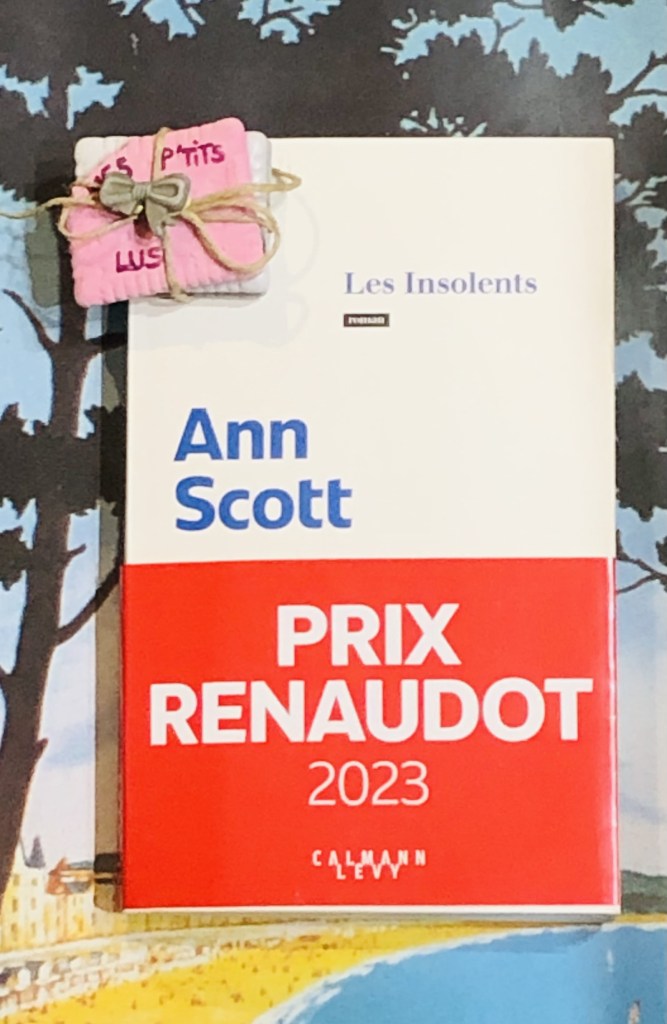 P'TiTS
LUS
Les Insolents
roman
Ann
Scott
PRIX
RENAUDOT
2023
CALMANN
LEVY